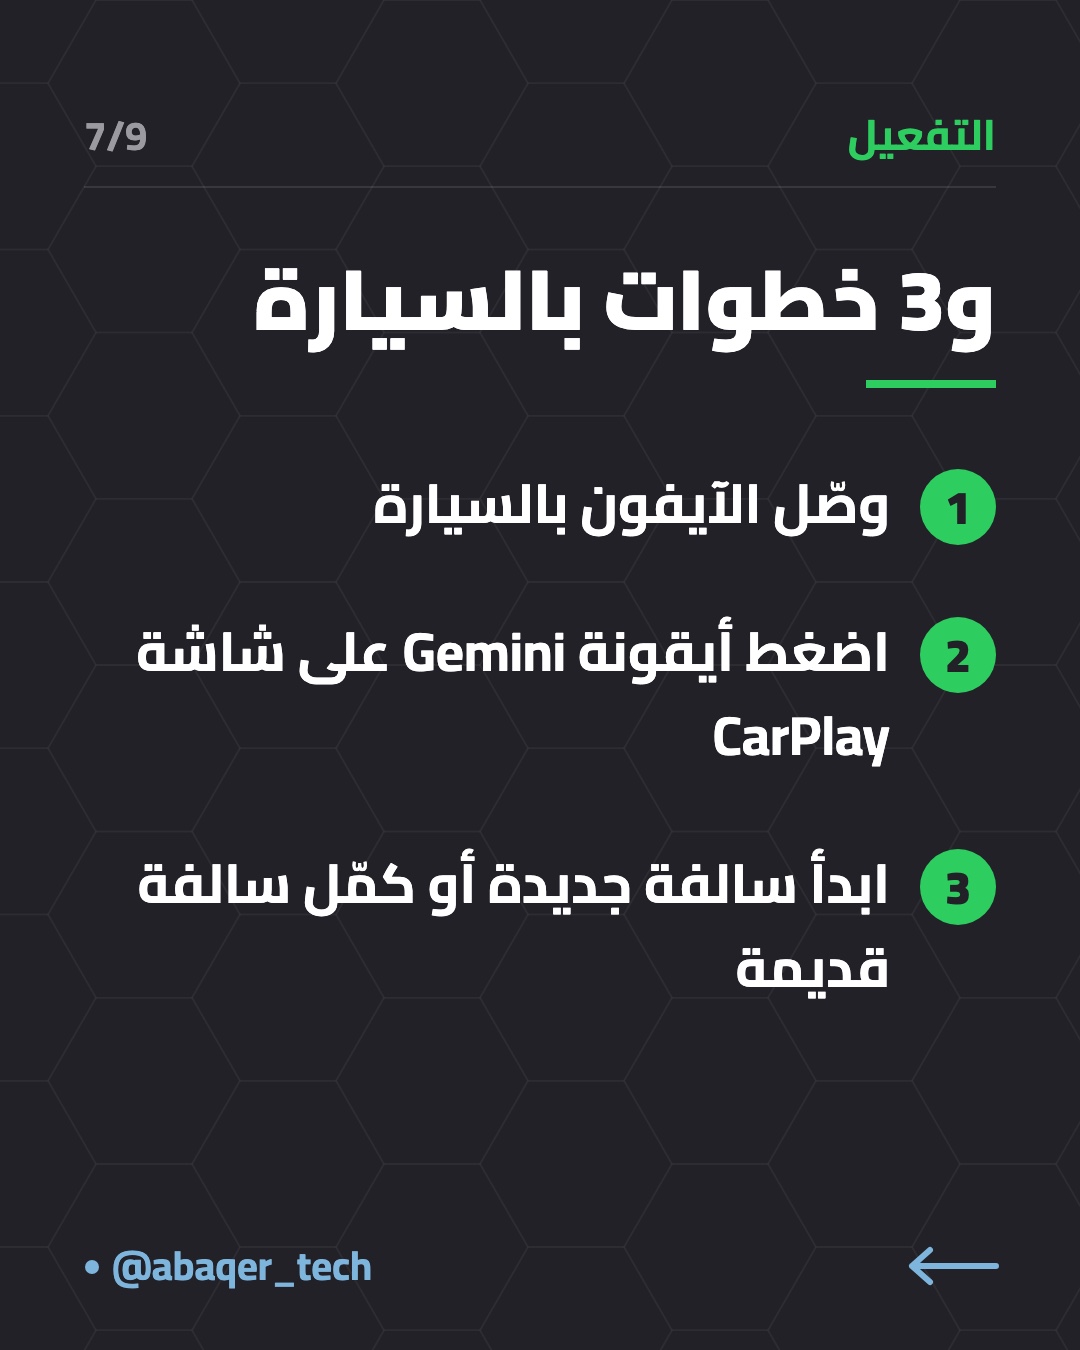 التفعيل
7/9
و3 خطوات بالسيارة
1
وصّل الآيفون بالسيارة
2
اضغط أيقونة Gemini على شاشة
CarPlay
3
ابدأ سالفة جديدة أو كمّل سالفة
قديمة
• @abaqer_tech